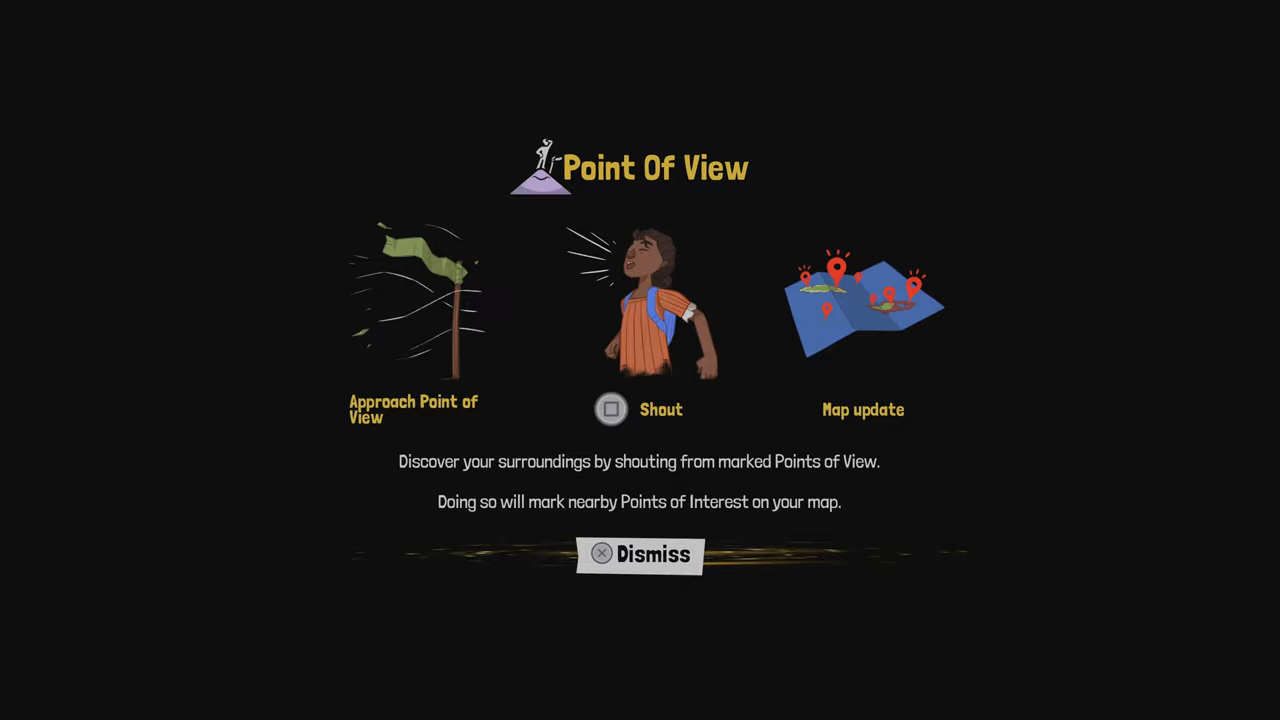 Point Of View
Approach Point of
View
Shout
Map update
Discover your surroundings by shouting from marked Points of View.
Doing so will mark nearby Points of Interest on your map.
Dismiss